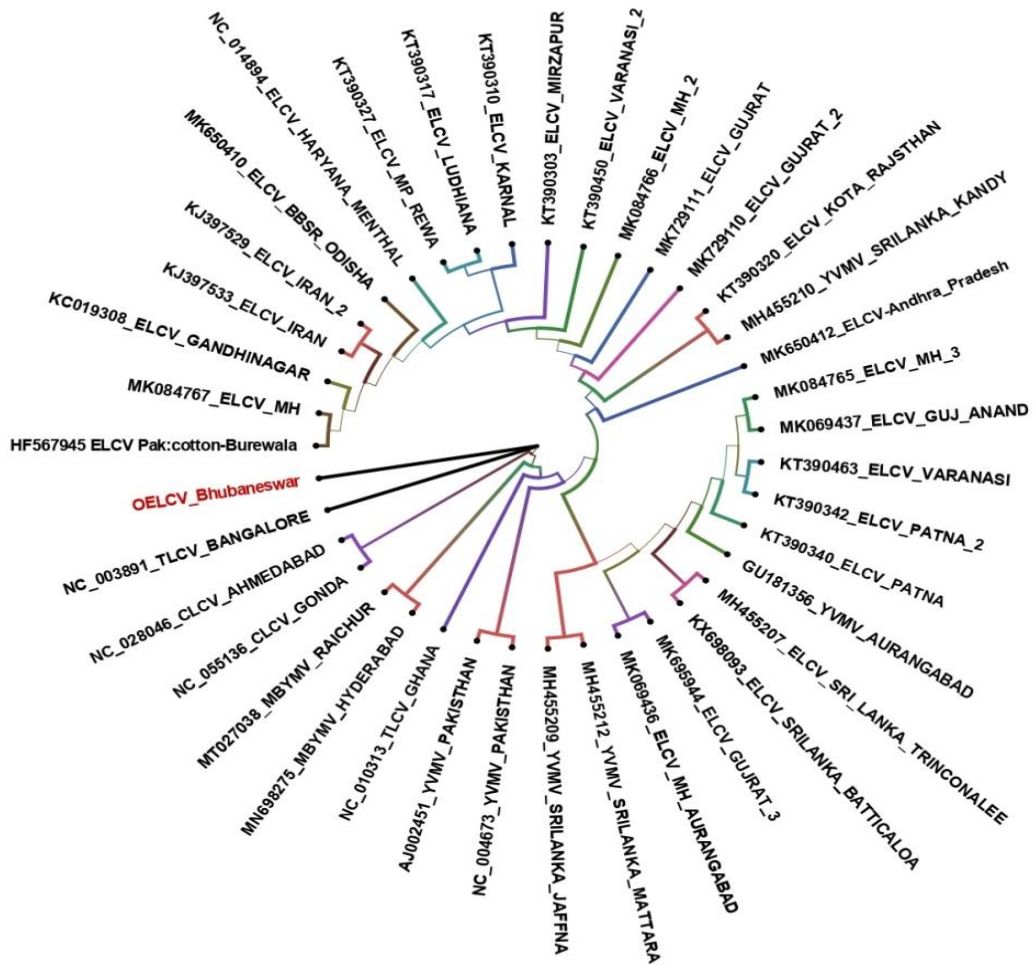 NC_014894_ELCV_HARYANA_MENTHAL
KT390327_ELCV_MP_REWA
KT390317_ELCV_LUDHIANA
KT390310_ELCV_KARNAL
KT390303_ELCV_MIRZAPUR
KT390450_ELCV_VARANASI_2
MK084766_ELCV_MH_2
MK729111_ELCV_GUJRAT
MK729110_ELCV_GUJRAT_2
KT390320_ELCV_KOTA_RAJSTHAN
MH455210_YVMV_SRILANKA_KANDY
MK650412_ELCV-Andhra_Pradesh
MK084765_ELCV_MH_3
MK069437_ELCV_GUJ_ANAND
KT390463_ELCV_VARANASI
KT390342_ELCV_PATNA_2
KT390340_ELCV_PATNA
GU181356_YVMV_AURANGABAD
MH455207_ELCV_SRI_LANKA_TRINCONALEE
KX698093_ELCV_SRILANKA_BATTICALOA
MK695944_ELCV_GUJRAT_3
MK069436_ELCV_MH_AURANGABAD
MH455212_YVMV_SRILANKA_MATTARA
MH455209_YVMV_SRILANKA_JAFFNA
NC_004673_YVMV_PAKISTHAN
AJ002451_YVMV_PAKISTHAN
NC_010313_TLCV_GHANA
MN698275_MBYMV_HYDERABAD
MT027038_MBYMV_RAICHUR
NC_055136_CLCV_GONDA
NC_028046_CLCV_AHMEDABAD
NC_003891_TLCV_BANGALORE
OELCV_Bhubaneswar
HF567945 ELCV Pak:cotton-Burewala
MK084767_ELCV_MH
KC019308_ELCV_GANDHINAGAR
KJ397533_ELCV_IRAN
KJ397529_ELCV_IRAN_2
MK650410_ELCV_BBSR_ODISHA